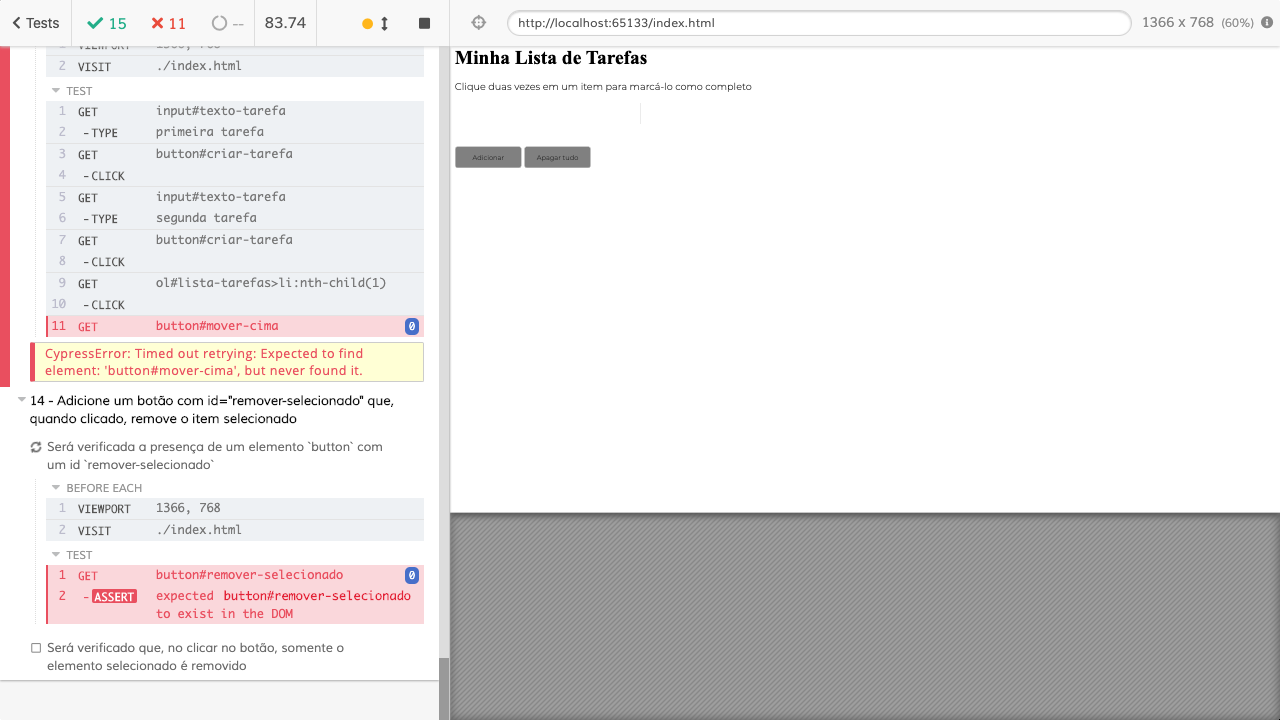 Tests 15 11 -- 83.74
http://localhost:65133/index.html 1366 x 768 (60%)
1 VIEWPORT 1366, 768
2 VISIT ./index.html
TEST
1 GET input#texto-tarefa
2 -TYPE primeira tarefa
3 GET button#criar-tarefa
4 -CLICK
5 GET input#texto-tarefa
6 -TYPE segunda tarefa
7 GET button#criar-tarefa
8 -CLICK
9 GET ol#lista-tarefas>li:nth-child(1)
10 -CLICK
11 GET button#mover-cima 0
CypressError: Timed out retrying: Expected to find
element: 'button#mover-cima', but never found it.
14 - Adicione um botão com id="remover-selecionado" que,
quando clicado, remove o item selecionado
Será verificada a presença de um elemento `button` com
um id `remover-selecionado`
BEFORE EACH
1 VIEWPORT 1366, 768
2 VISIT ./index.html
TEST
1 GET button#remover-selecionado 0
2 -ASSERT expected button#remover-selecionado
to exist in the DOM
Será verificado que, no clicar no botão, somente o
elemento selecionado é removido
Minha Lista de Tarefas
Clique duas vezes em um item para marcá-lo como completo
Adicionar Apagar tudo